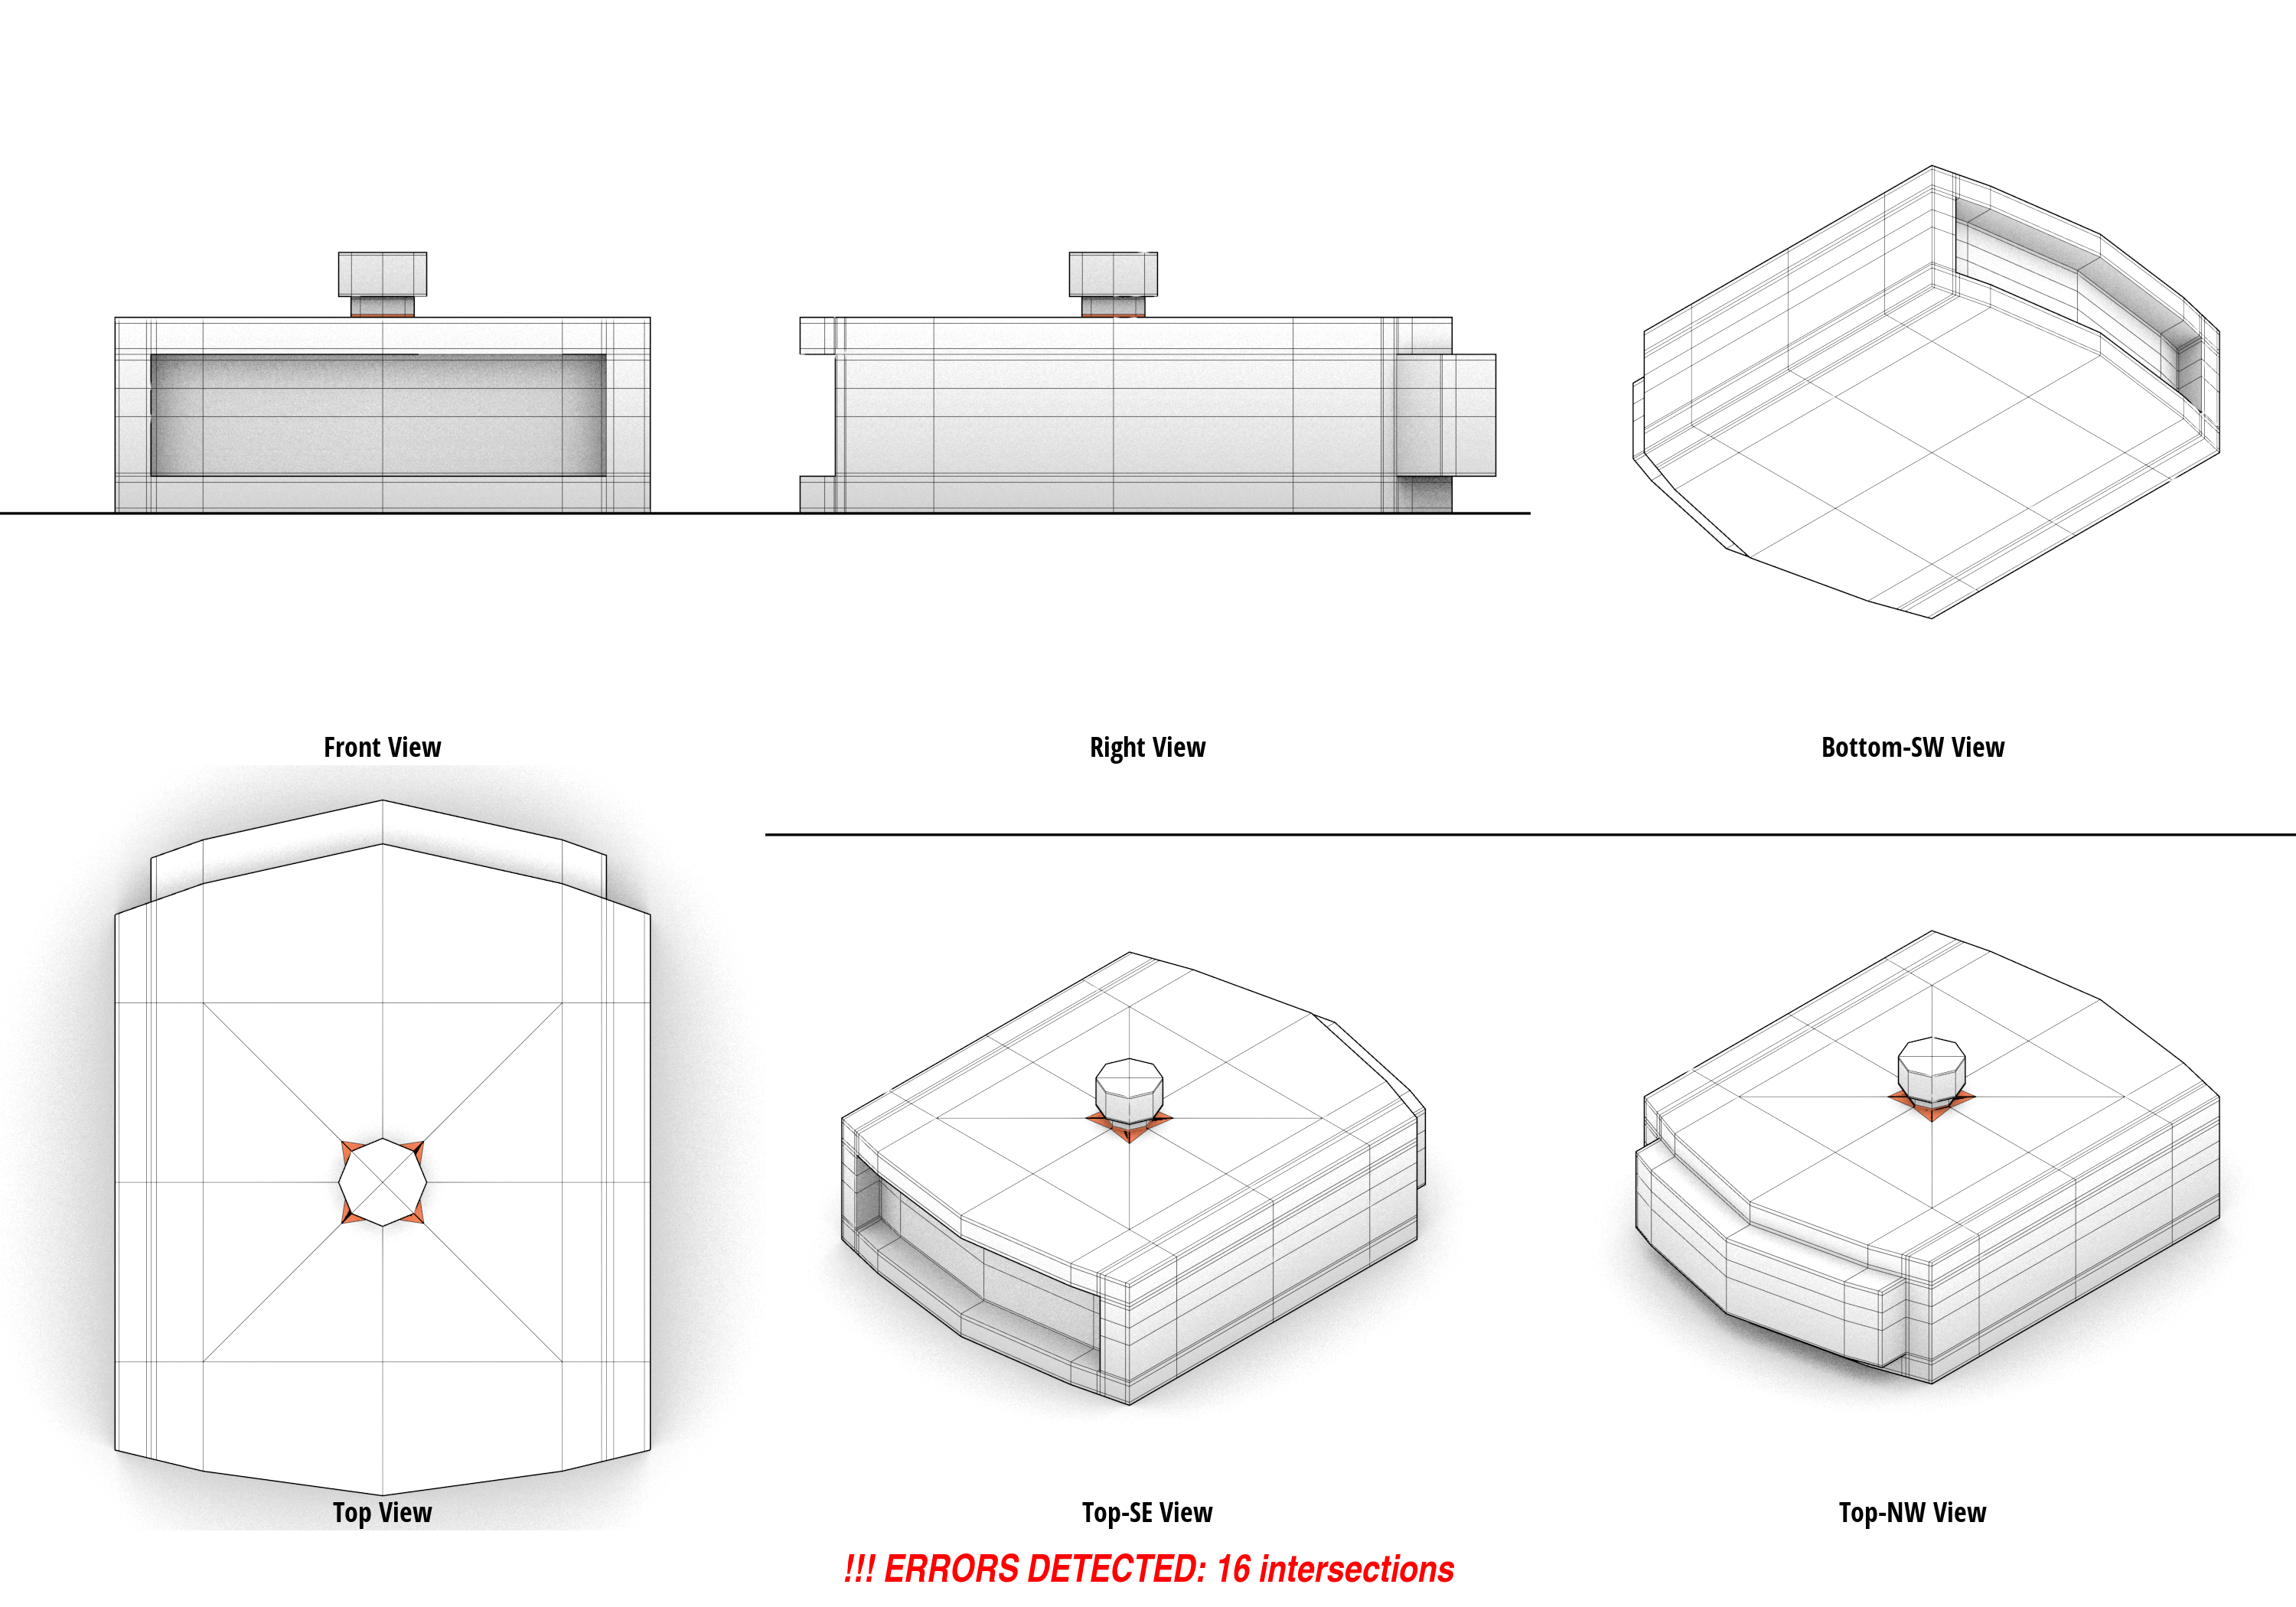 Front View
Right View
Bottom-SW View
Top View
Top-SE View
Top-NW View
!!! ERRORS DETECTED: 16 intersections